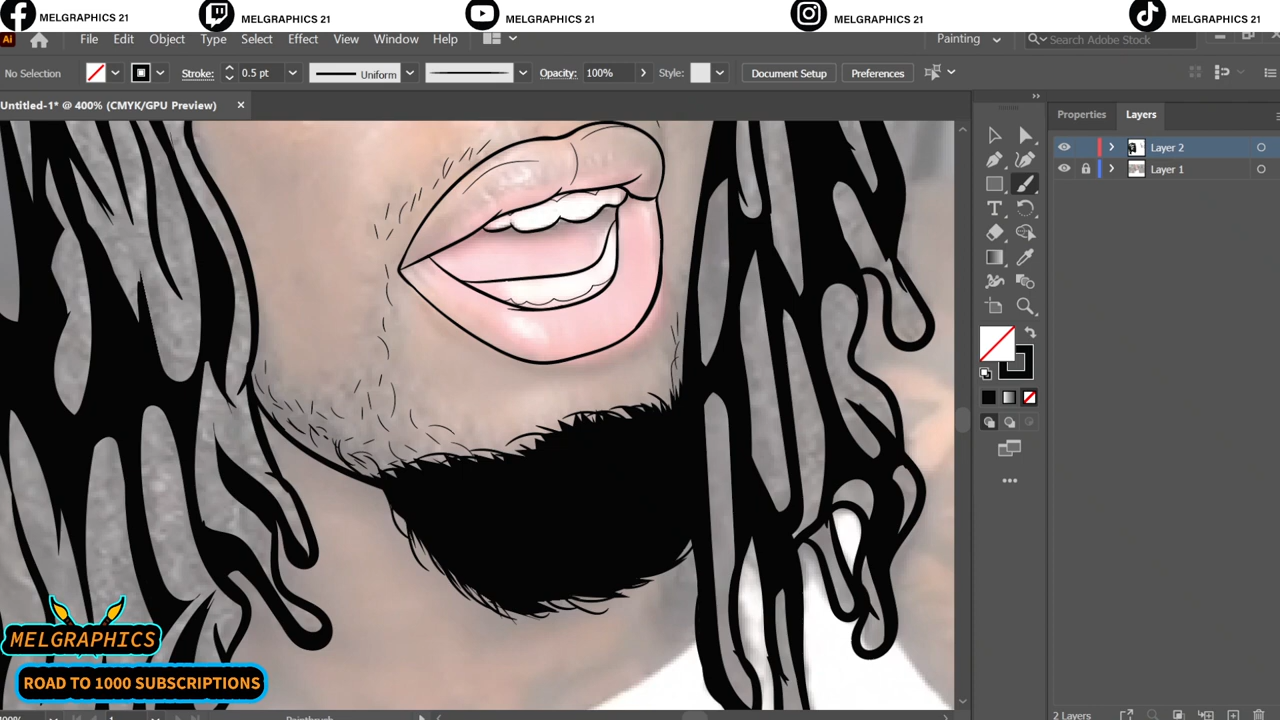 MELGRAPHICS 21 MELGRAPHICS 21 MELGRAPHICS 21 MELGRAPHICS 21 MELGRAPHICS 21
Ai File Edit Object Type Select Effect View Window Help Painting Search Adobe Stock
No Selection Stroke: 0.5 pt Uniform Opacity: 100% Style: Document Setup Preferences
Untitled-1* @ 400% (CMYK/GPU Preview)
Properties Layers
Layer 2
Layer 1
MELGRAPHICS
ROAD TO 1000 SUBSCRIPTIONS
2 Layers